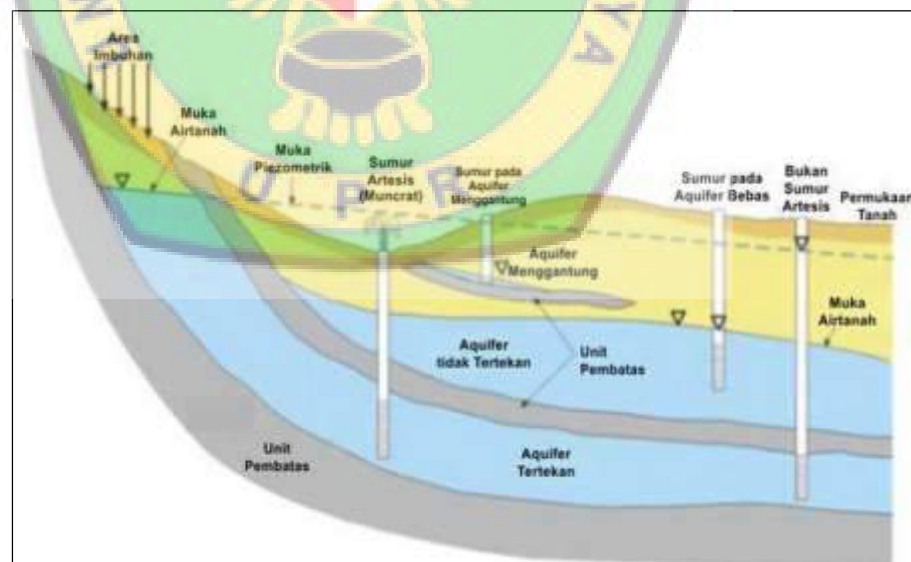 Area
Imbuhan
Muka
Airtanah
Muka
Piezometrik
Sumur
Artesis
(Muncrat)
Sumur pada
Aquifer
Menggantung
Sumur pada
Aquifer Bebas
Bukan
Sumur
Artesis
Permukaan
Tanah
Aquifer
Menggantung
Muka
Airtanah
Aquifer
tidak Tertekan
Unit
Pembatas
Unit
Pembatas
Aquifer
Tertekan
U P R
YA